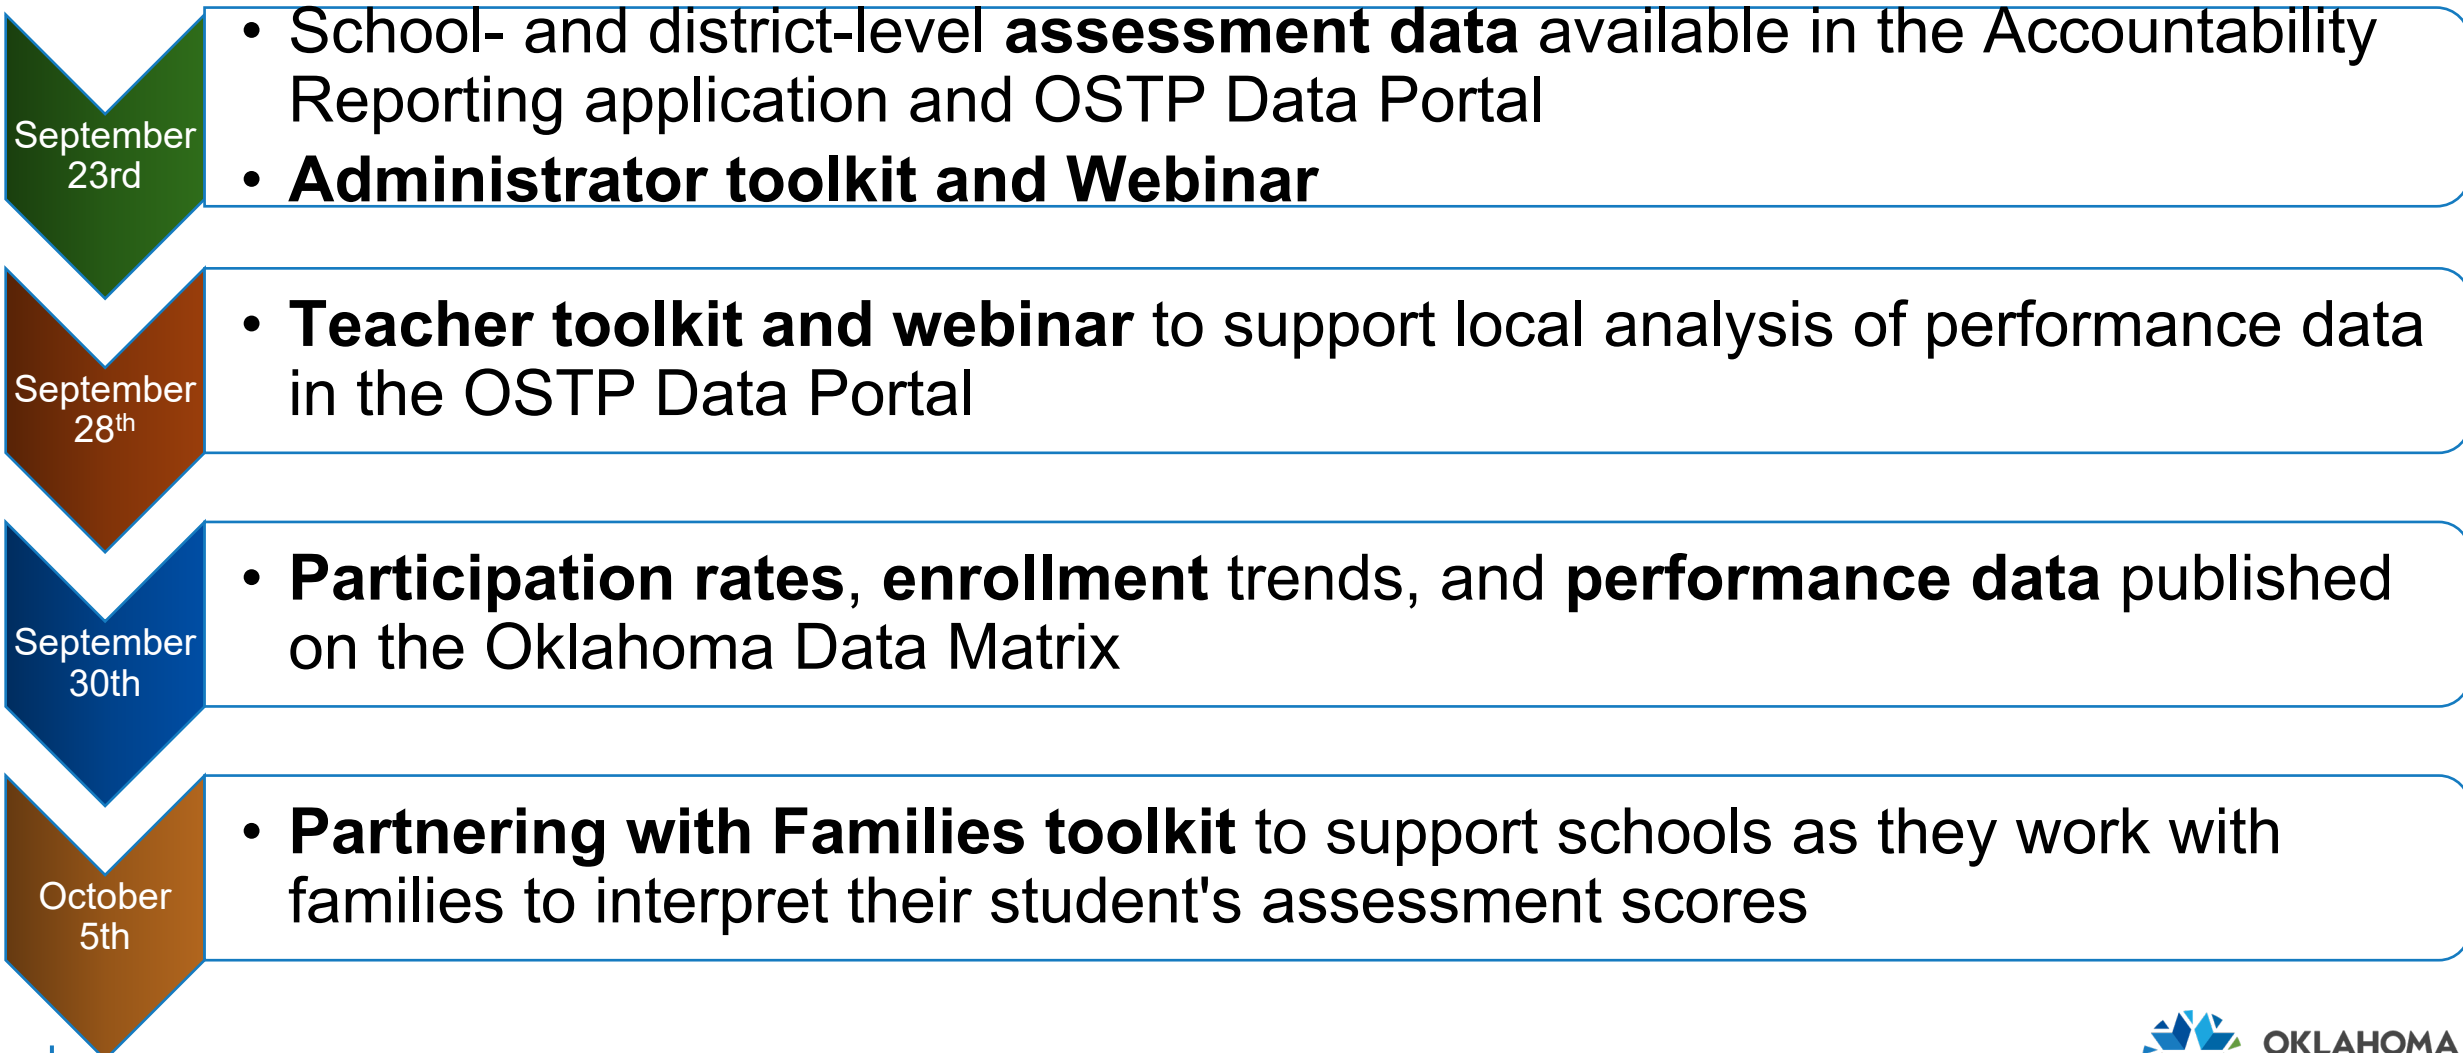 September
23rd
• School- and district-level assessment data available in the Accountability
Reporting application and OSTP Data Portal
• Administrator toolkit and Webinar
September
28th
• Teacher toolkit and webinar to support local analysis of performance data
in the OSTP Data Portal
September
30th
• Participation rates, enrollment trends, and performance data published
on the Oklahoma Data Matrix
October
5th
• Partnering with Families toolkit to support schools as they work with
families to interpret their student's assessment scores
OKLAHOMA